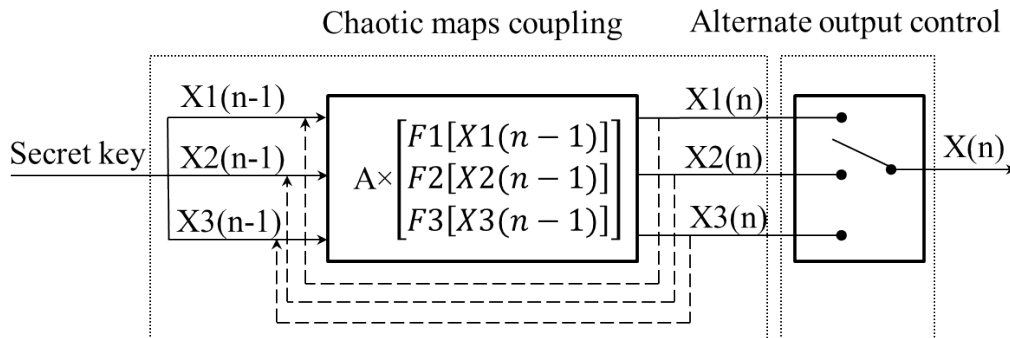 Chaotic maps coupling
Alternate output control
Secret key
X1(n-1)
X2(n-1)
X3(n-1)
A×
F1[X1(n − 1)]
F2[X2(n − 1)]
F3[X3(n − 1)]
X1(n)
X2(n)
X3(n)
X(n)